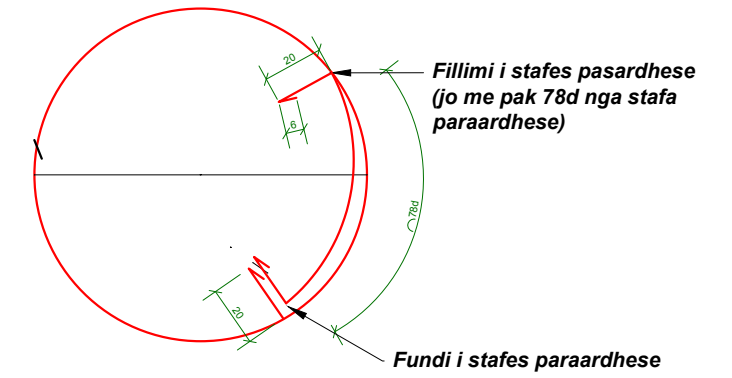 20
Fillimi i stafes pasardhese
(jo me pak 78d nga stafa
paraardhese)
6
78d
20
Fundi i stafes paraardhese